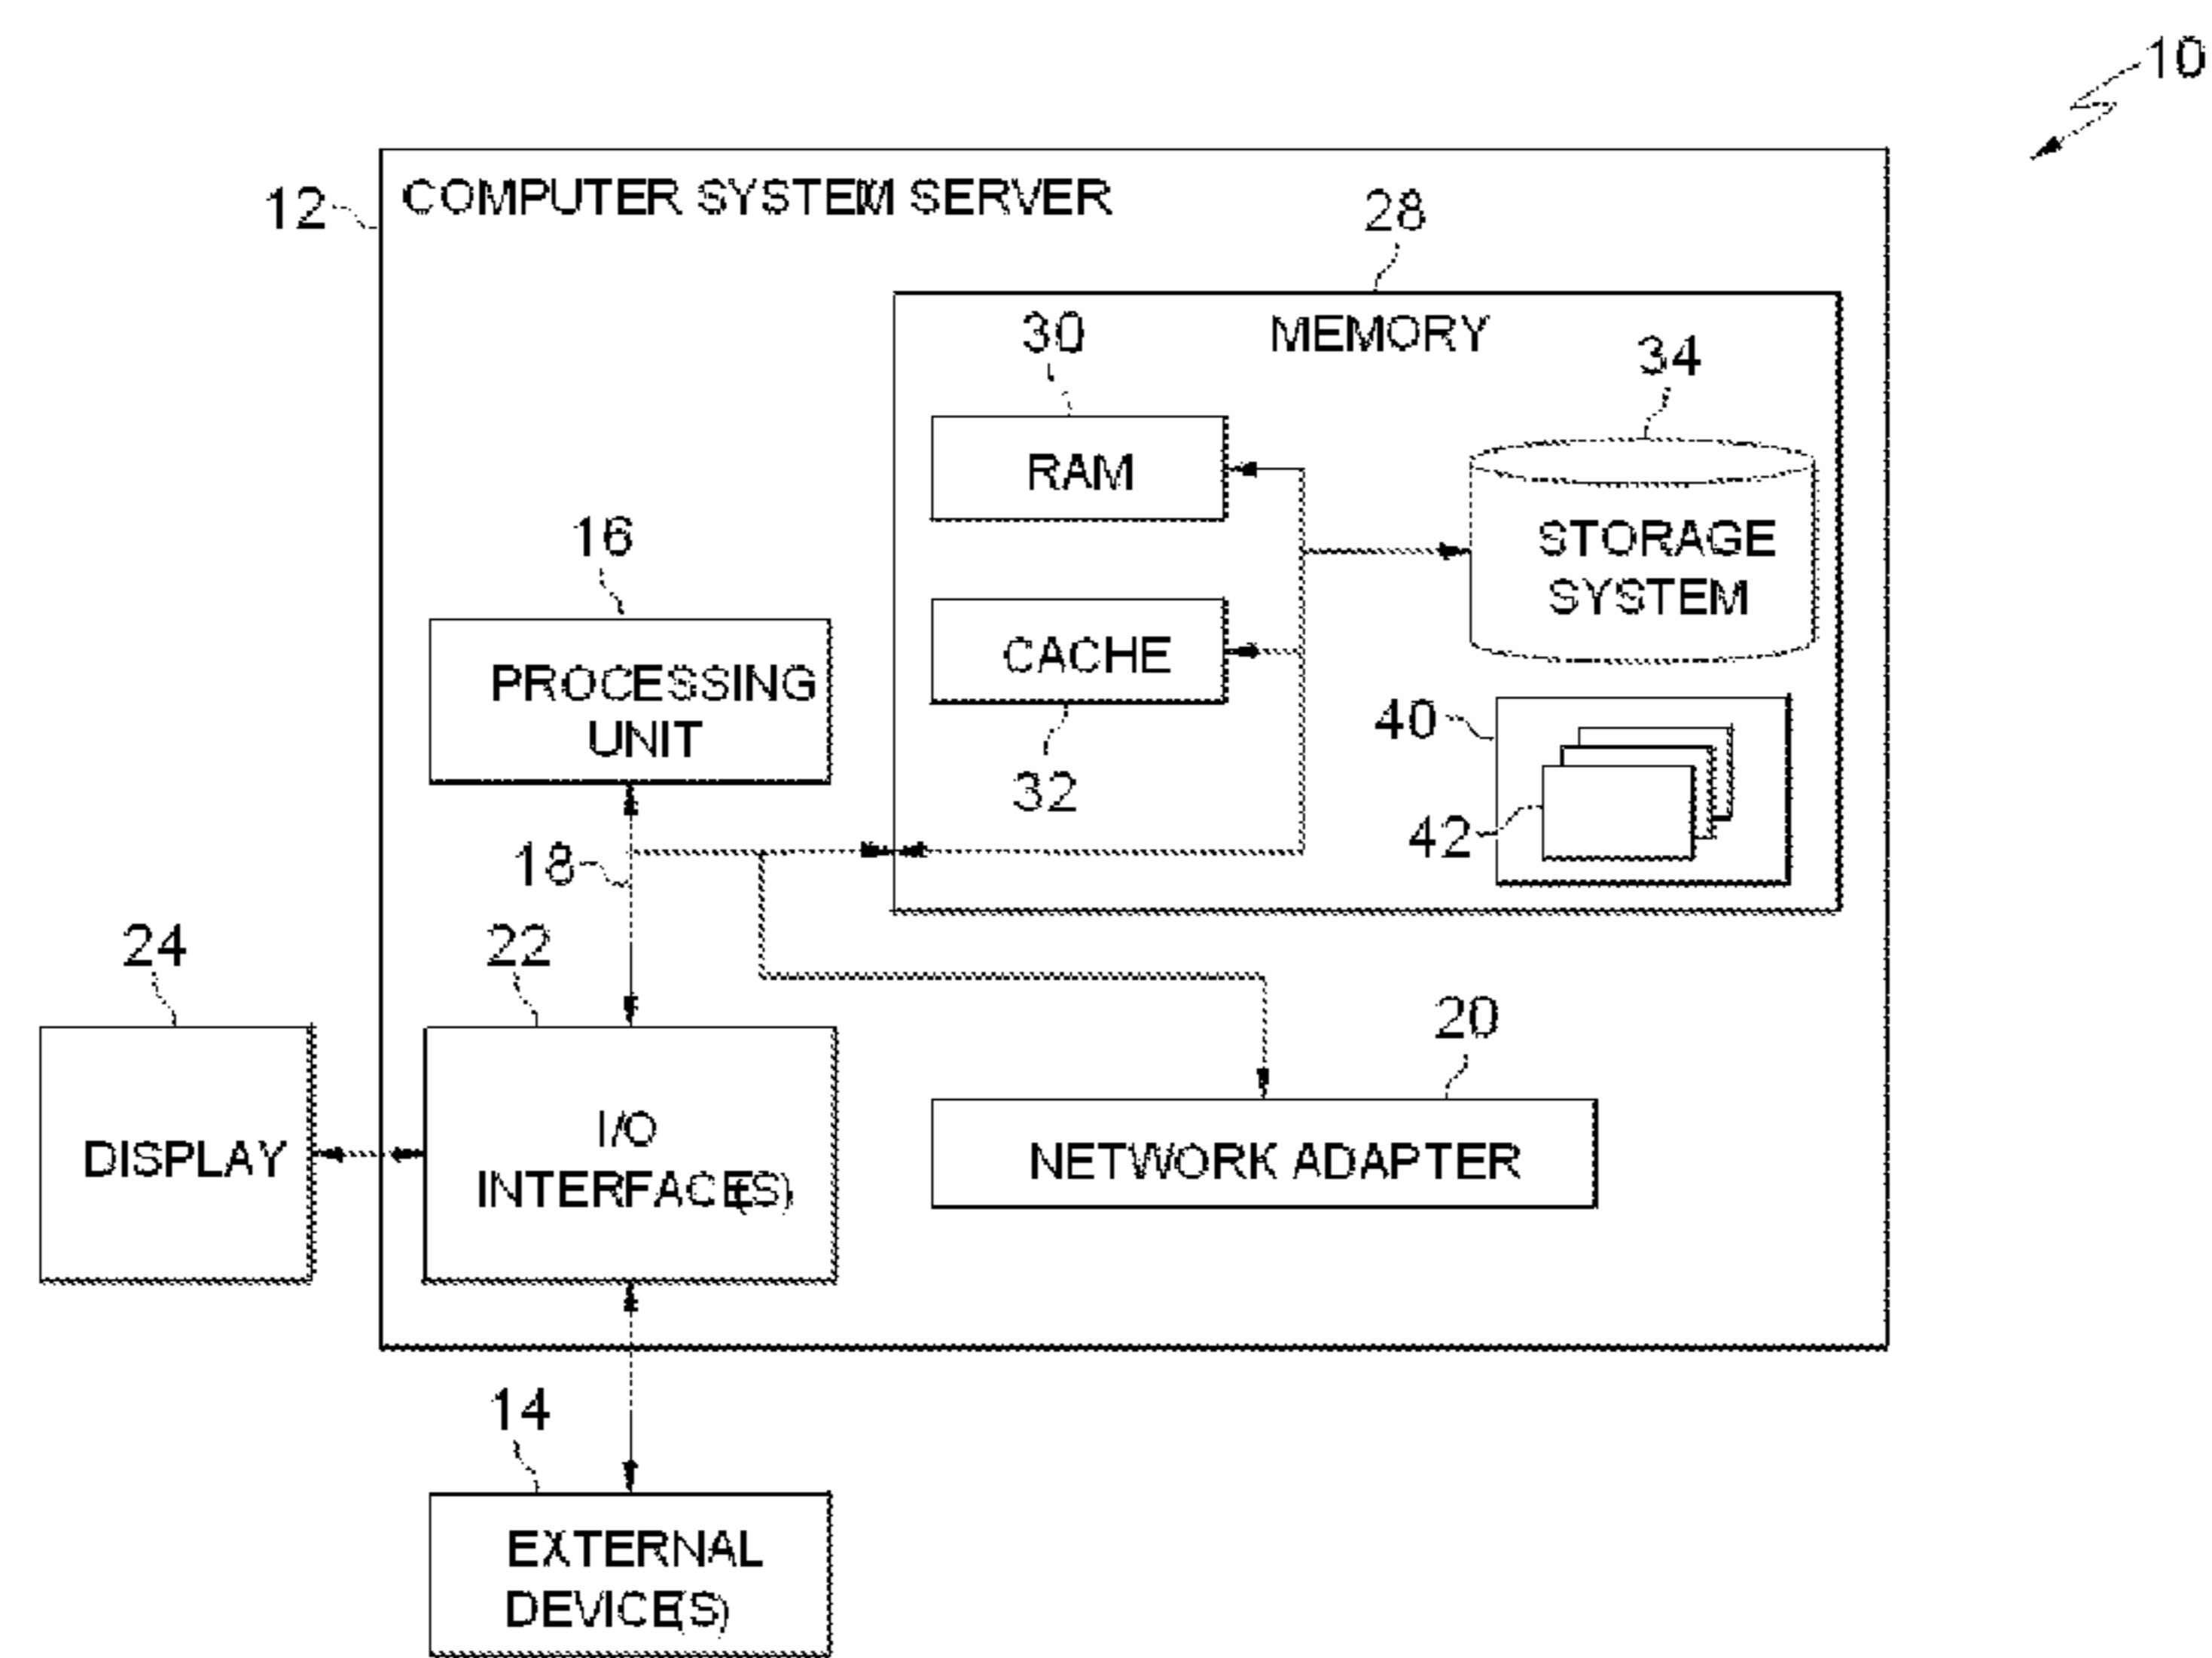 10
12
COMPUTER SYSTEM SERVER
28
MEMORY
30
34
RAM
STORAGE
SYSTEM
16
PROCESSING
UNIT
CACHE
32
40
42
18
24
22
20
DISPLAY
I/O
INTERFACE(S)
NETWORK ADAPTER
14
EXTERNAL
DEVICE(S)